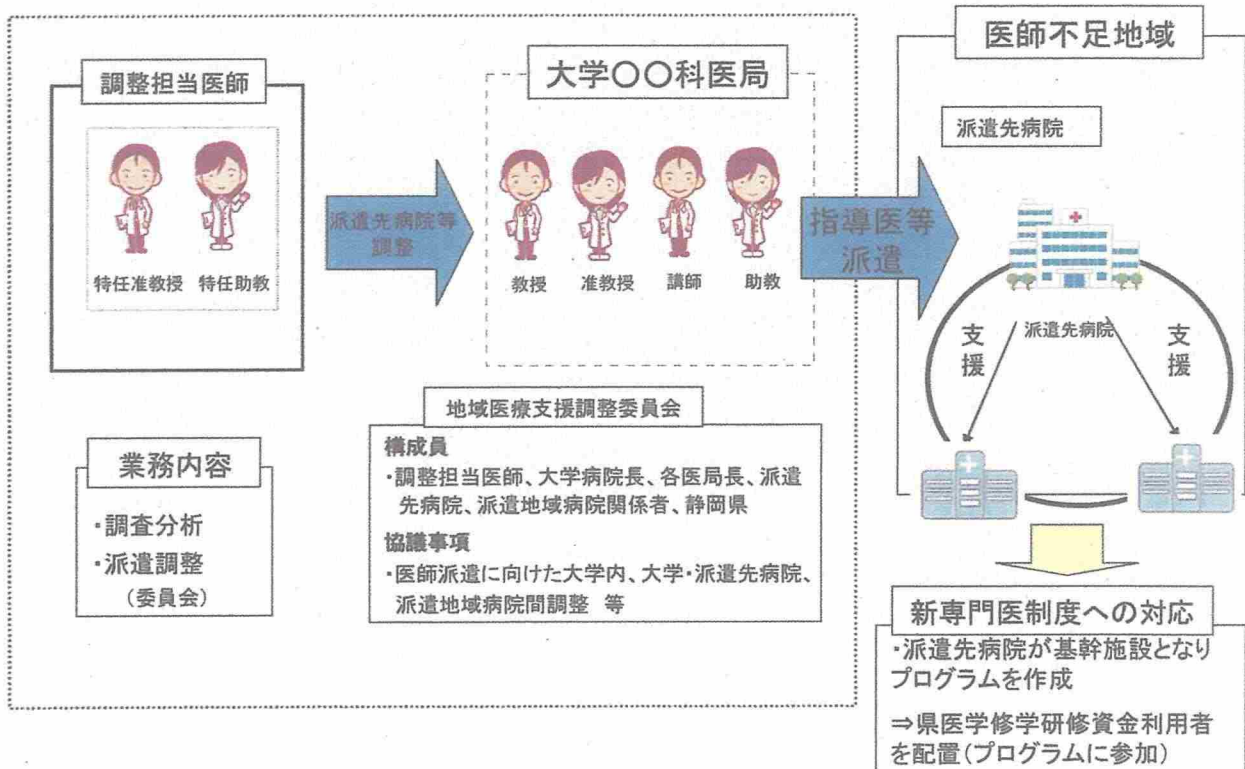 調整担当医師
特任准教授 特任助教
派遣先病院等
調整
大学〇〇科医局
教授 准教授 講師 助教
指導医等
派遣
医師不足地域
派遣先病院
派遣先病院
支援
支援
業務内容
・調査分析
・派遣調整
(委員会)
地域医療支援調整委員会
構成員
・調整担当医師、大学病院長、各医局長、派遣
先病院、派遣地域病院関係者、静岡県
協議事項
・医師派遣に向けた大学内、大学・派遣先病院、
派遣地域病院間調整 等
新専門医制度への対応
・派遣先病院が基幹施設となり
プログラムを作成
⇒県医学修学研修資金利用者
を配置(プログラムに参加)